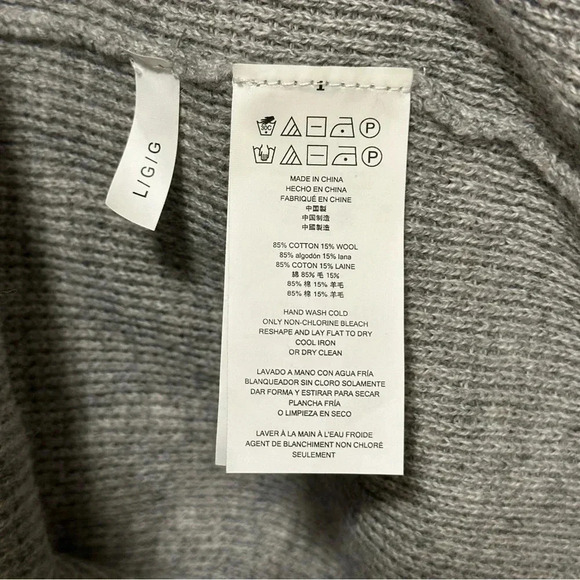 L/G/G
30C
P
P
MADE IN CHINA
HECHO EN CHINA
FABRIQUÉ EN CHINE
中国製
中国制造
中國製造
85% COTTON 15% WOOL
85% algodón 15% lana
85% COTON 15% LAINE
綿 85% 毛 15%
85% 棉 15% 羊毛
85% 棉 15% 羊毛
HAND WASH COLD
ONLY NON-CHLORINE BLEACH
RESHAPE AND LAY FLAT TO DRY
COOL IRON
OR DRY CLEAN
LAVADO A MANO CON AGUA FRÍA
BLANQUEADOR SIN CLORO SOLAMENTE
DAR FORMA Y ESTIRAR PARA SECAR
PLANCHA FRÍA
O LIMPIEZA EN SECO
LAVER À LA MAIN À L'EAU FROIDE
AGENT DE BLANCHIMENT NON CHLORÉ
SEULEMENT